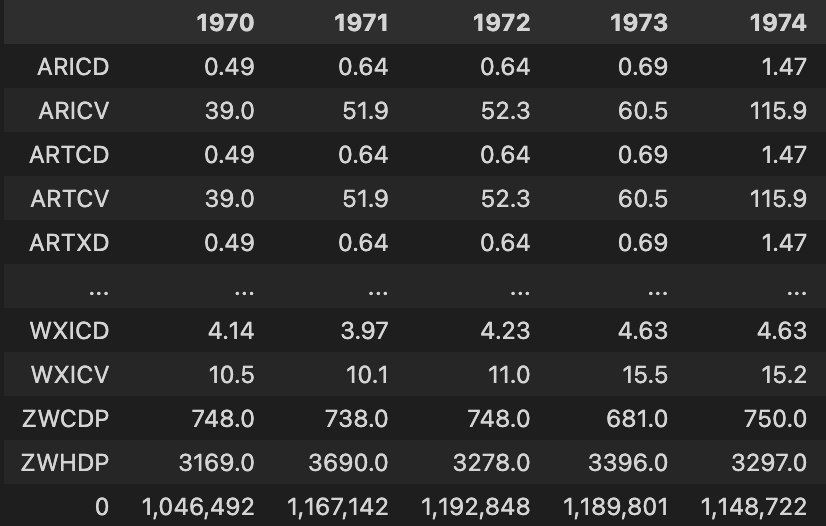 1970 1971 1972 1973 1974
ARICD 0.49 0.64 0.64 0.69 1.47
ARICV 39.0 51.9 52.3 60.5 115.9
ARTCD 0.49 0.64 0.64 0.69 1.47
ARTCV 39.0 51.9 52.3 60.5 115.9
ARTXD 0.49 0.64 0.64 0.69 1.47
... ... ... ... ... ...
WXICD 4.14 3.97 4.23 4.63 4.63
WXICV 10.5 10.1 11.0 15.5 15.2
ZWCDP 748.0 738.0 748.0 681.0 750.0
ZWHDP 3169.0 3690.0 3278.0 3396.0 3297.0
0 1,046,492 1,167,142 1,192,848 1,189,801 1,148,722